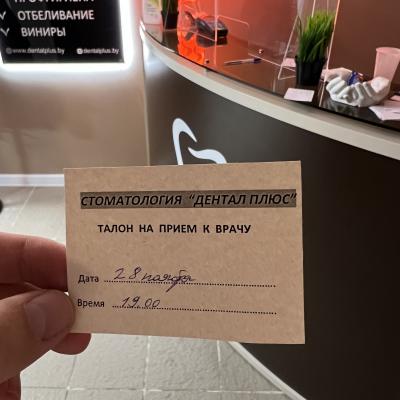 ПРОФГИГИЕНА
ОТБЕЛИВАНИЕ
ВИНИРЫ
dentalplus.by
dentalplus.by
СТОМАТОЛОГИЯ "ДЕНТАЛ ПЛЮС"
ТАЛОН НА ПРИЕМ К ВРАЧУ
Дата 28 ноября
Время 19.00